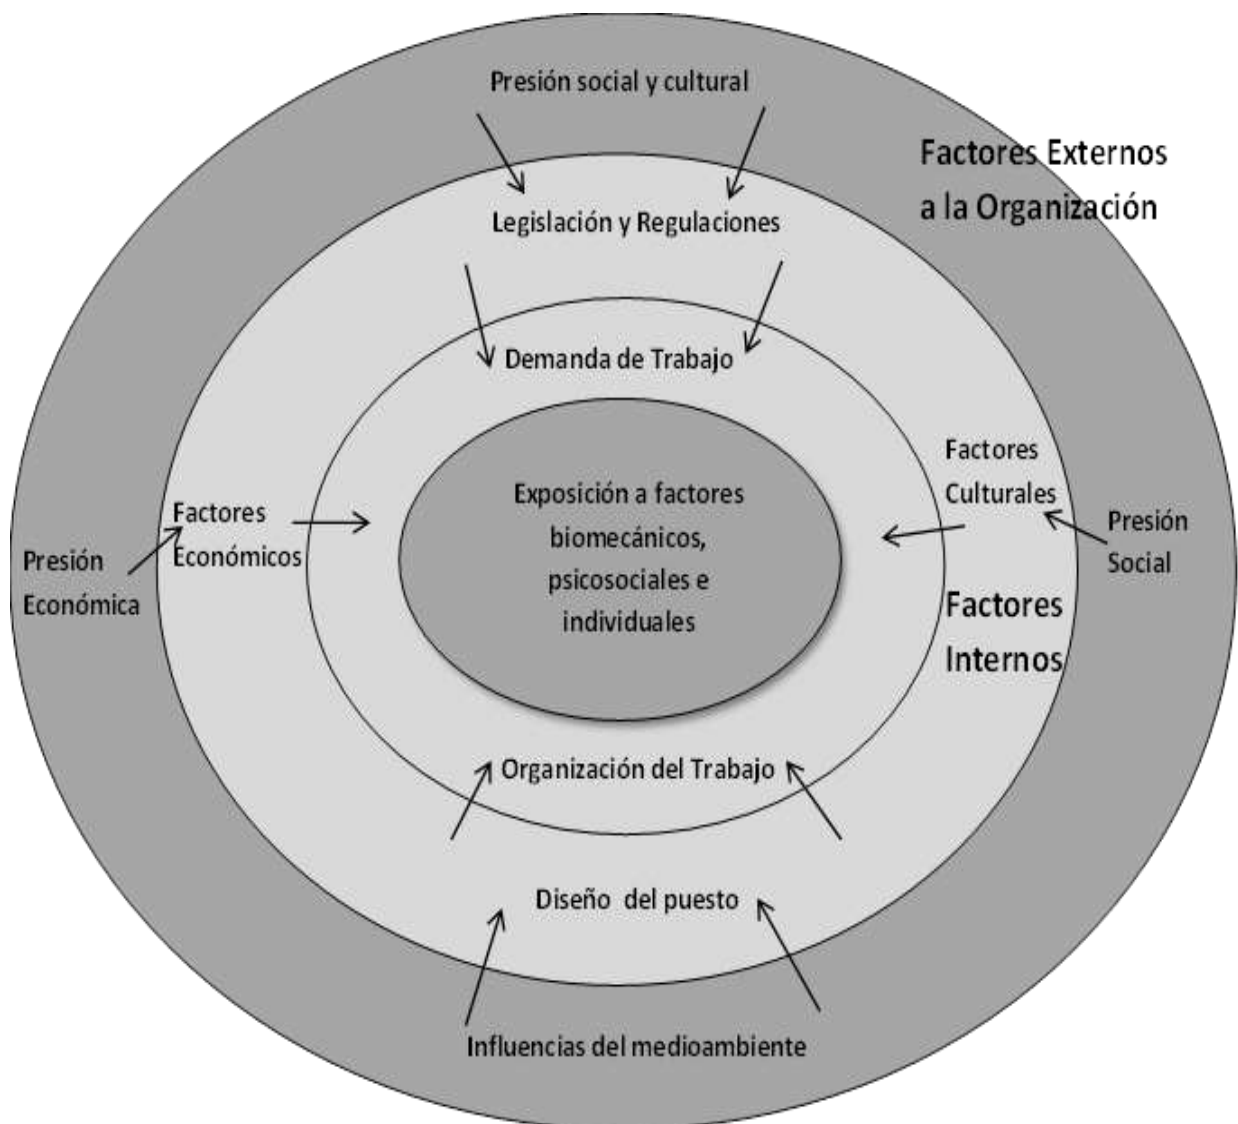 Presión social y cultural
Factores Externos
a la Organización
Legislación y Regulaciones
Demanda de Trabajo
Factores
Culturales
Exposición a factores
biomecánicos,
psicosociales e
individuales
Factores
Económicos
Presión
Económica
Presión
Social
Factores
Internos
Organización del Trabajo
Diseño del puesto
Influencias del medioambiente